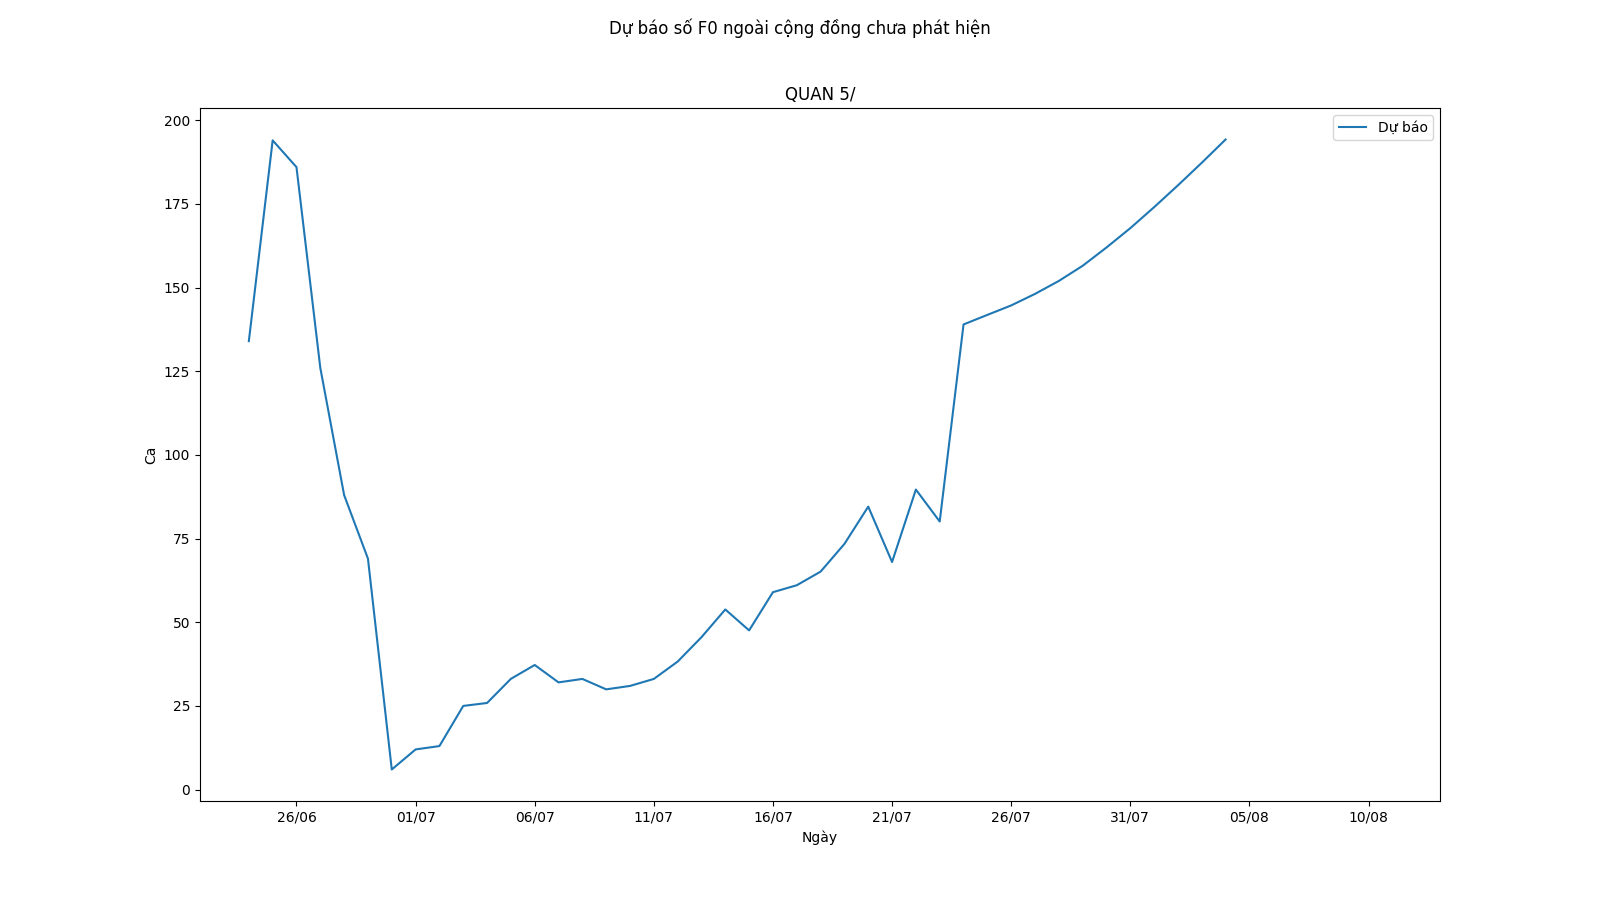 Dự báo số F0 ngoài cộng đồng chưa phát hiện
QUAN 5/
Dự báo
200
175
150
125
100
75
50
25
0
Ca
26/06 01/07 06/07 11/07 16/07 21/07 26/07 31/07 05/08 10/08
Ngày